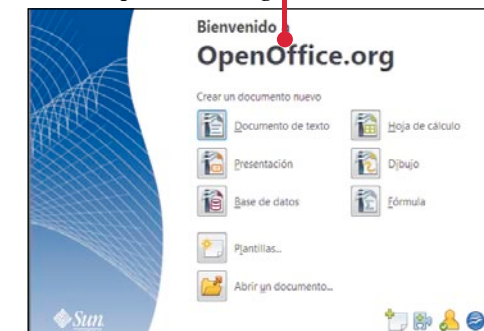 Bienvenido a
OpenOffice.org
Crear un documento nuevo
Documento de texto
Hoja de cálculo
Presentación
Dibujo
Base de datos
Fórmula
Plantillas...
Abrir un documento...
Sun